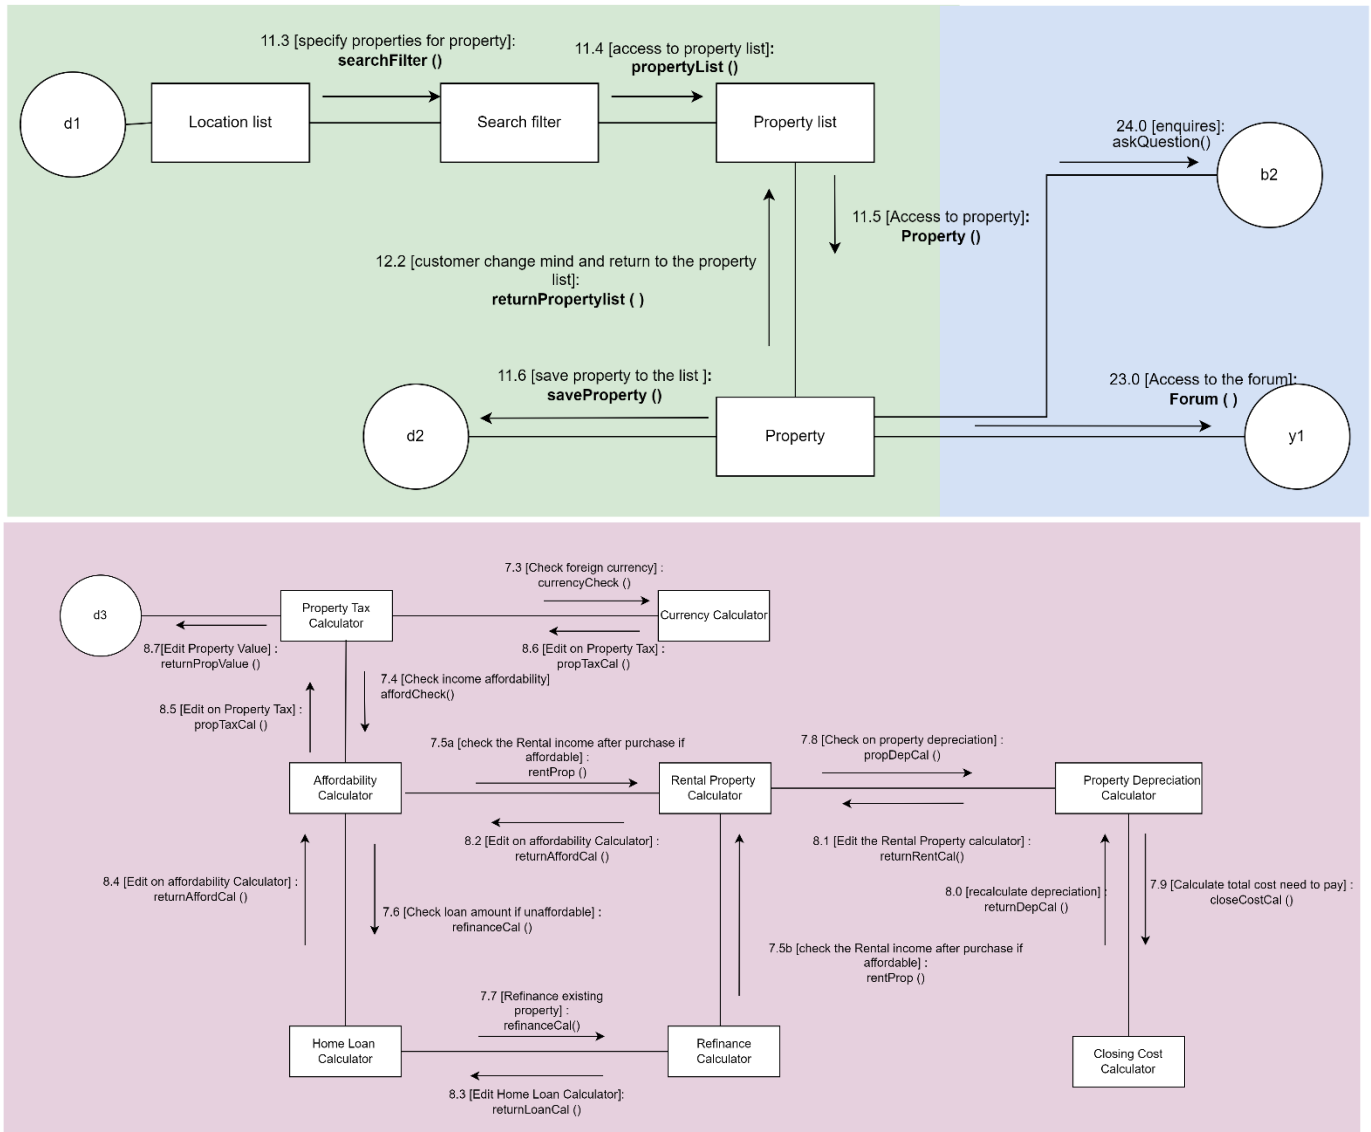 11.3 [specify properties for property]:
searchFilter ()
11.4 [access to property list]:
propertyList ()
d1
Location list
Search filter
Property list
24.0 [enquires]:
askQuestion()
b2
11.5 [Access to property]:
Property ()
12.2 [customer change mind and return to the property
list]:
returnPropertylist ( )
11.6 [save property to the list ]:
saveProperty ()
23.0 [Access to the forum]:
Forum ( )
d2
Property
y1
7.3 [Check foreign currency] :
currencyCheck ()
d3
Property Tax
Calculator
Currency Calculator
8.7[Edit Property Value] :
returnPropValue ()
8.6 [Edit on Property Tax] :
propTaxCal ()
7.4 [Check income affordability]
affordCheck()
8.5 [Edit on Property Tax] :
propTaxCal ()
7.5a [check the Rental income after purchase if
affordable] :
rentProp ()
7.8 [Check on property depreciation] :
propDepCal ()
Affordability
Calculator
Rental Property
Calculator
Property Depreciation
Calculator
8.2 [Edit on affordability Calculator] :
returnAffordCal ()
8.1 [Edit the Rental Property calculator] :
returnRentCal()
8.4 [Edit on affordability Calculator] :
returnAffordCal ()
8.0 [recalculate depreciation]
returnDepCal ()
7.9 [Calculate total cost need to pay] :
closeCostCal ()
7.6 [Check loan amount if unaffordable] :
refinanceCal ()
7.5b [check the Rental income after purchase if
affordable] :
rentProp ()
7.7 [Refinance existing
property] :
refinanceCal()
Home Loan
Calculator
Refinance
Calculator
Closing Cost
Calculator
8.3 [Edit Home Loan Calculator]:
returnLoanCal ()